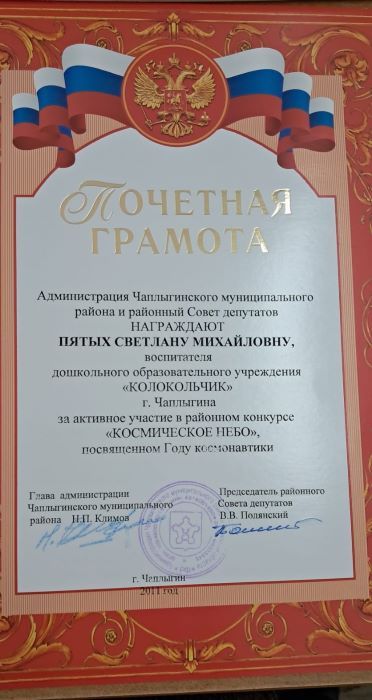 ПОЧЕТНАЯ
ГРАМОТА
Администрация Чаплыгинского муниципального
района и районный Совет депутатов
НАГРАЖДАЮТ
ПЯТЫХ СВЕТЛАНУ МИХАЙЛОВНУ,
воспитателя
дошкольного образовательного учреждения
«КОЛОКОЛЬЧИК»
г. Чаплыгина
за активное участие в районном конкурсе
«КОСМИЧЕСКОЕ НЕБО»,
посвященном Году космонавтики
Глава администрации
Чаплыгинского муниципального
района Н.П. Климов
Председатель районного
Совета депутатов
В.В. Полянский
г. Чаплыгин
2011 год